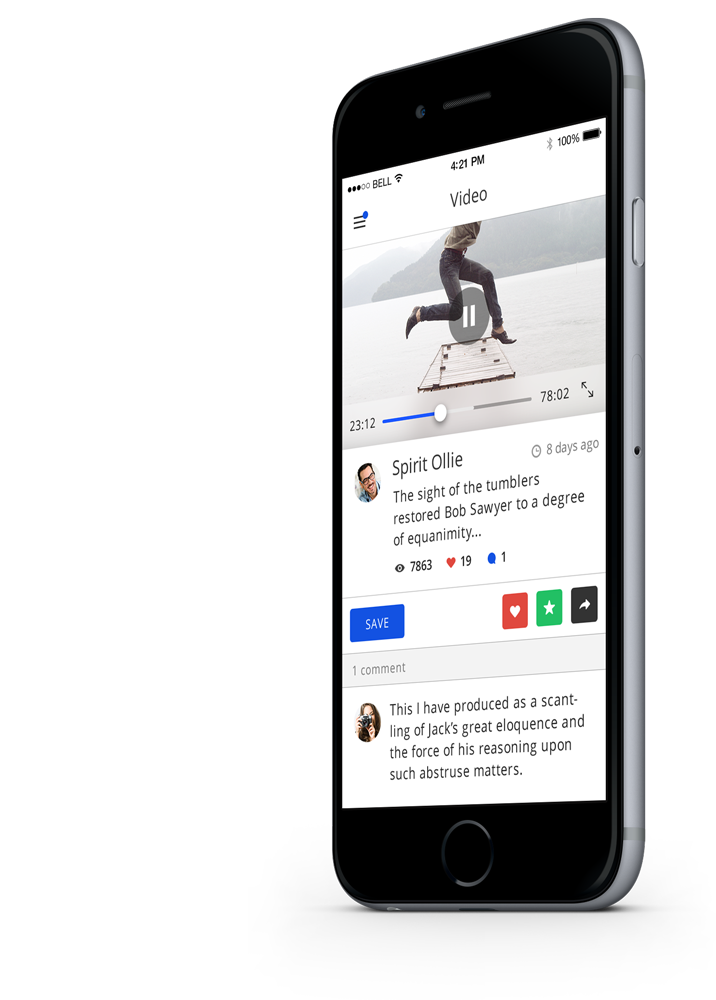 BELL 4:21 PM 100%
Video
23:12 78:02
Spirit Ollie 8 days ago
The sight of the tumblers
restored Bob Sawyer to a degree
of equanimity...
7863 19 1
SAVE
1 comment
This I have produced as a scant-
ling of Jack's great eloquence and
the force of his reasoning upon
such abstruse matters.